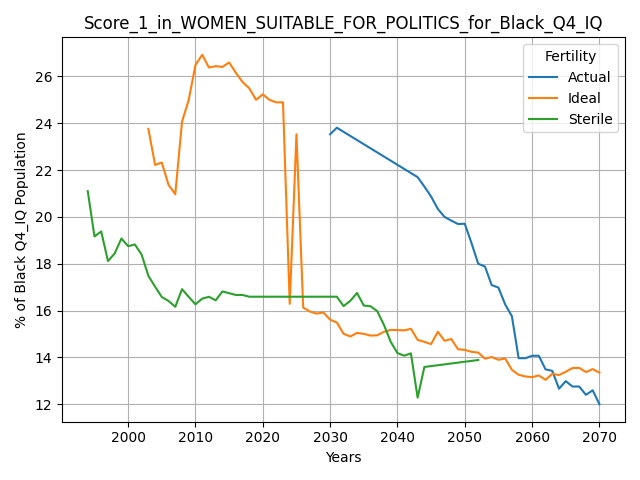 Score_1_in_WOMEN_SUITABLE_FOR_POLITICS_for_Black_Q4_IQ
Fertility
Actual
Ideal
Sterile
% of Black Q4_IQ Population
26
24
22
20
18
16
14
12
2000 2010 2020 2030 2040 2050 2060 2070
Years